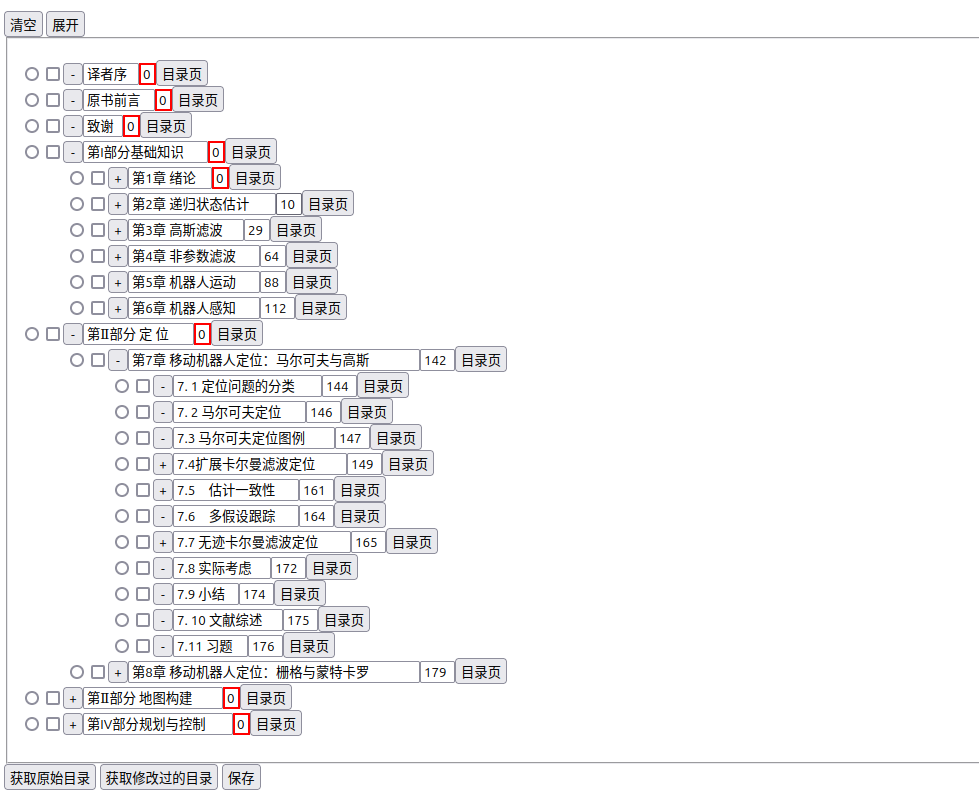 清空 展开
- 译者序 0 目录页
- 原书前言 0 目录页
- 致谢 0 目录页
- 第I部分基础知识 0 目录页
+ 第1章 绪论 0 目录页
+ 第2章 递归状态估计 10 目录页
+ 第3章 高斯滤波 29 目录页
+ 第4章 非参数滤波 64 目录页
+ 第5章 机器人运动 88 目录页
+ 第6章 机器人感知 112 目录页
- 第Ⅱ部分 定 位 0 目录页
- 第7章 移动机器人定位：马尔可夫与高斯 142 目录页
- 7. 1 定位问题的分类 144 目录页
- 7. 2 马尔可夫定位 146 目录页
- 7.3 马尔可夫定位图例 147 目录页
+ 7.4扩展卡尔曼滤波定位 149 目录页
+ 7.5　估计一致性 161 目录页
- 7.6　多假设跟踪 164 目录页
+ 7.7 无迹卡尔曼滤波定位 165 目录页
- 7.8 实际考虑 172 目录页
- 7.9 小结 174 目录页
- 7. 10 文献综述 175 目录页
- 7.11 习题 176 目录页
+ 第8章 移动机器人定位：栅格与蒙特卡罗 179 目录页
+ 第Ⅱ部分 地图构建 0 目录页
+ 第IV部分规划与控制 0 目录页
获取原始目录 获取修改过的目录 保存